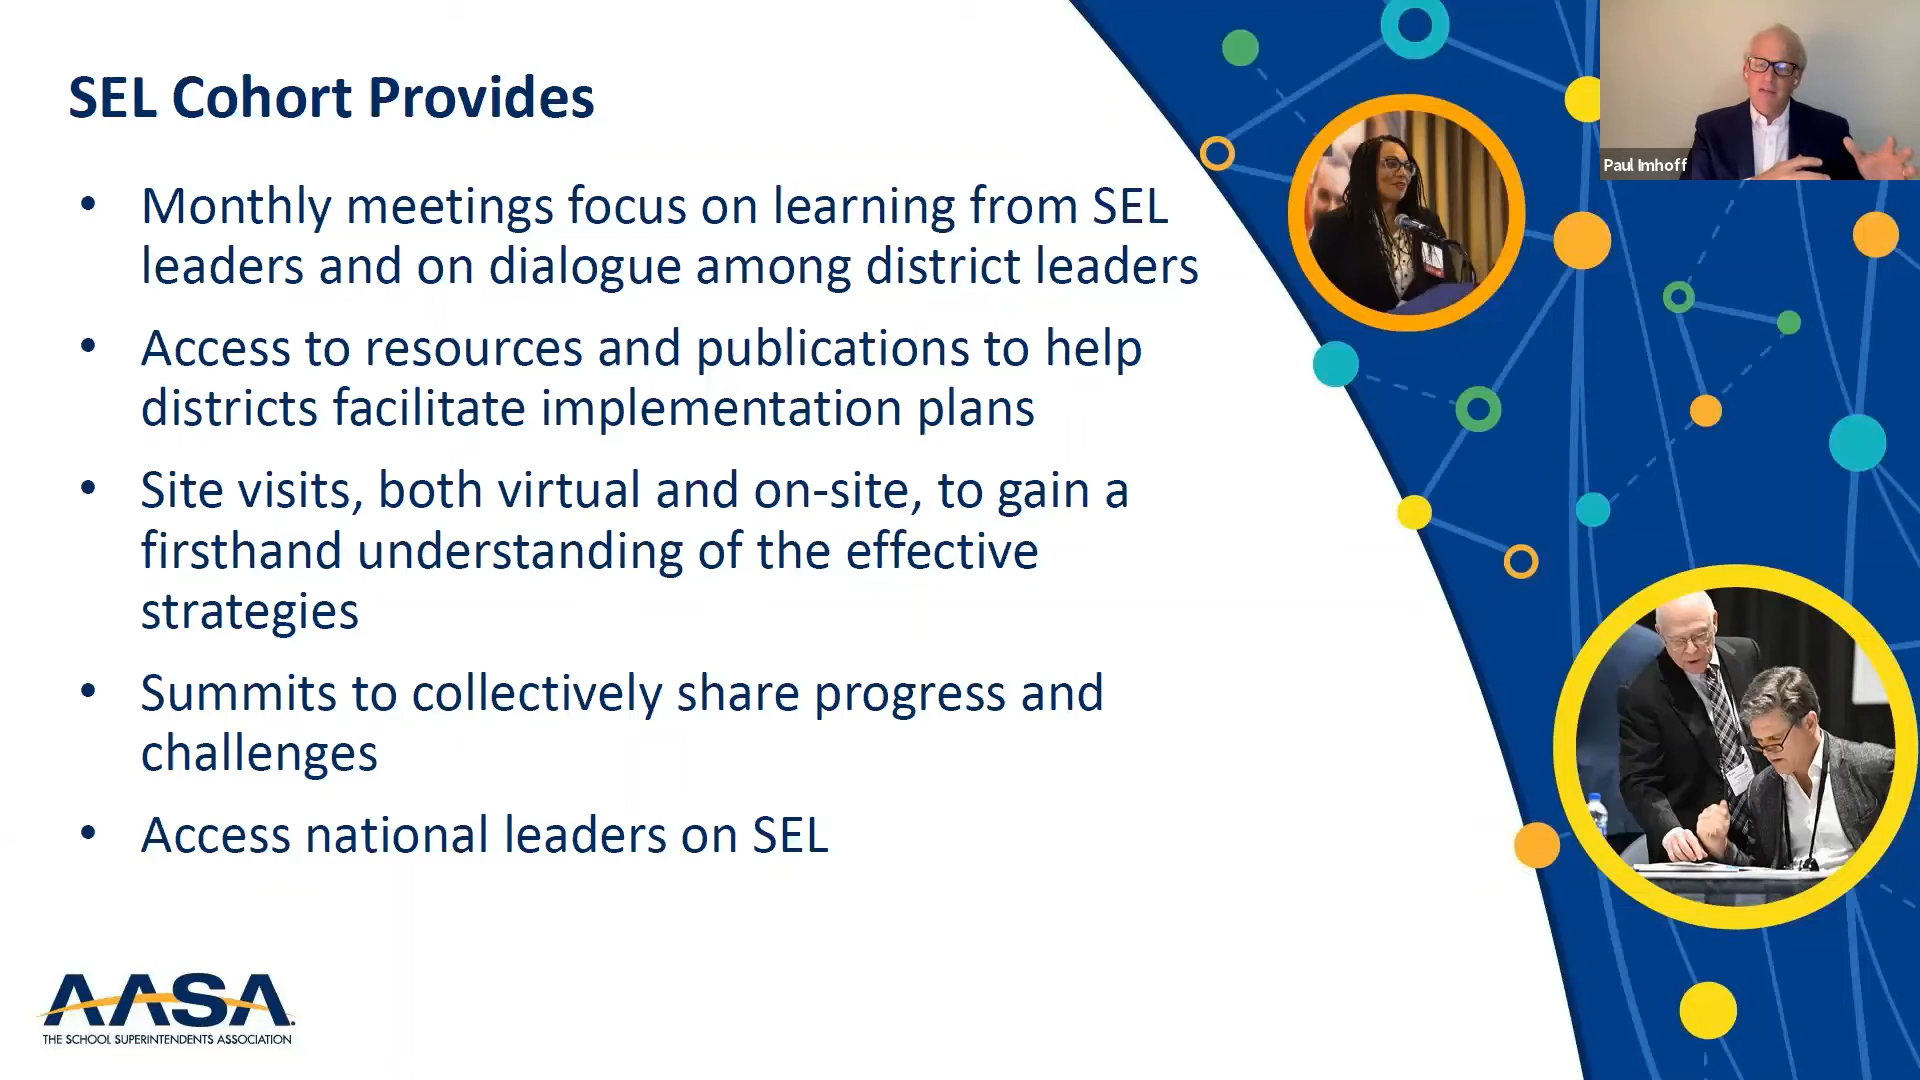 SEL Cohort Provides
Paul Imhoff
• Monthly meetings focus on learning from SEL
leaders and on dialogue among district leaders
• Access to resources and publications to help
districts facilitate implementation plans
• Site visits, both virtual and on-site, to gain a
firsthand understanding of the effective
strategies
• Summits to collectively share progress and
challenges
• Access national leaders on SEL
AASA
THE SCHOOL SUPERINTENDENTS ASSOCIATION